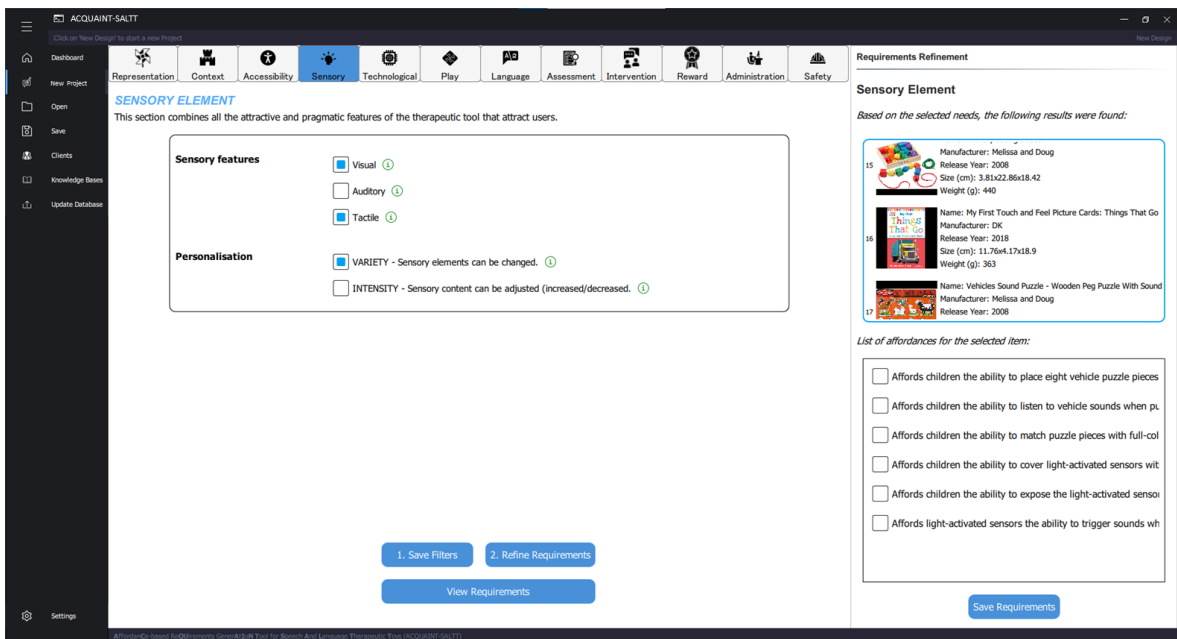 ACQUAINT-SALTT
Click on 'New Design' to start a new Project
New Design
Dashboard
New Project
Open
Save
Clients
Knowledge Bases
Update Database
Settings
Representation
Context
Accessibility
Sensory
Technological
Play
Language
Assessment
Intervention
Reward
Administration
Safety
SENSORY ELEMENT
This section combines all the attractive and pragmatic features of the therapeutic tool that attract users.
Sensory features
Visual
Auditory
Tactile
Personalisation
VARIETY - Sensory elements can be changed.
INTENSITY - Sensory content can be adjusted (increased/decreased.
1. Save Filters
2. Refine Requirements
View Requirements
Requirements Refinement
Sensory Element
Based on the selected needs, the following results were found:
15
Manufacturer: Melissa and Doug
Release Year: 2008
Size (cm): 3.81x22.86x18.42
Weight (g): 440
16
My First
Things
That Go
Name: My First Touch and Feel Picture Cards: Things That Go
Manufacturer: DK
Release Year: 2018
Size (cm): 11.76x4.17x18.9
Weight (g): 363
17
Name: Vehicles Sound Puzzle - Wooden Peg Puzzle With Sound
Manufacturer: Melissa and Doug
Release Year: 2008
List of affordances for the selected item:
Affords children the ability to place eight vehicle puzzle pieces
Affords children the ability to listen to vehicle sounds when pu
Affords children the ability to match puzzle pieces with full-col
Affords children the ability to cover light-activated sensors wit
Affords children the ability to expose the light-activated senso
Affords light-activated sensors the ability to trigger sounds wh
Save Requirements
AffordanCe-based ReQUirements GenerAtIoN Tool for Speech And Language Therapeutic Toys (ACQUAINT-SALTT)